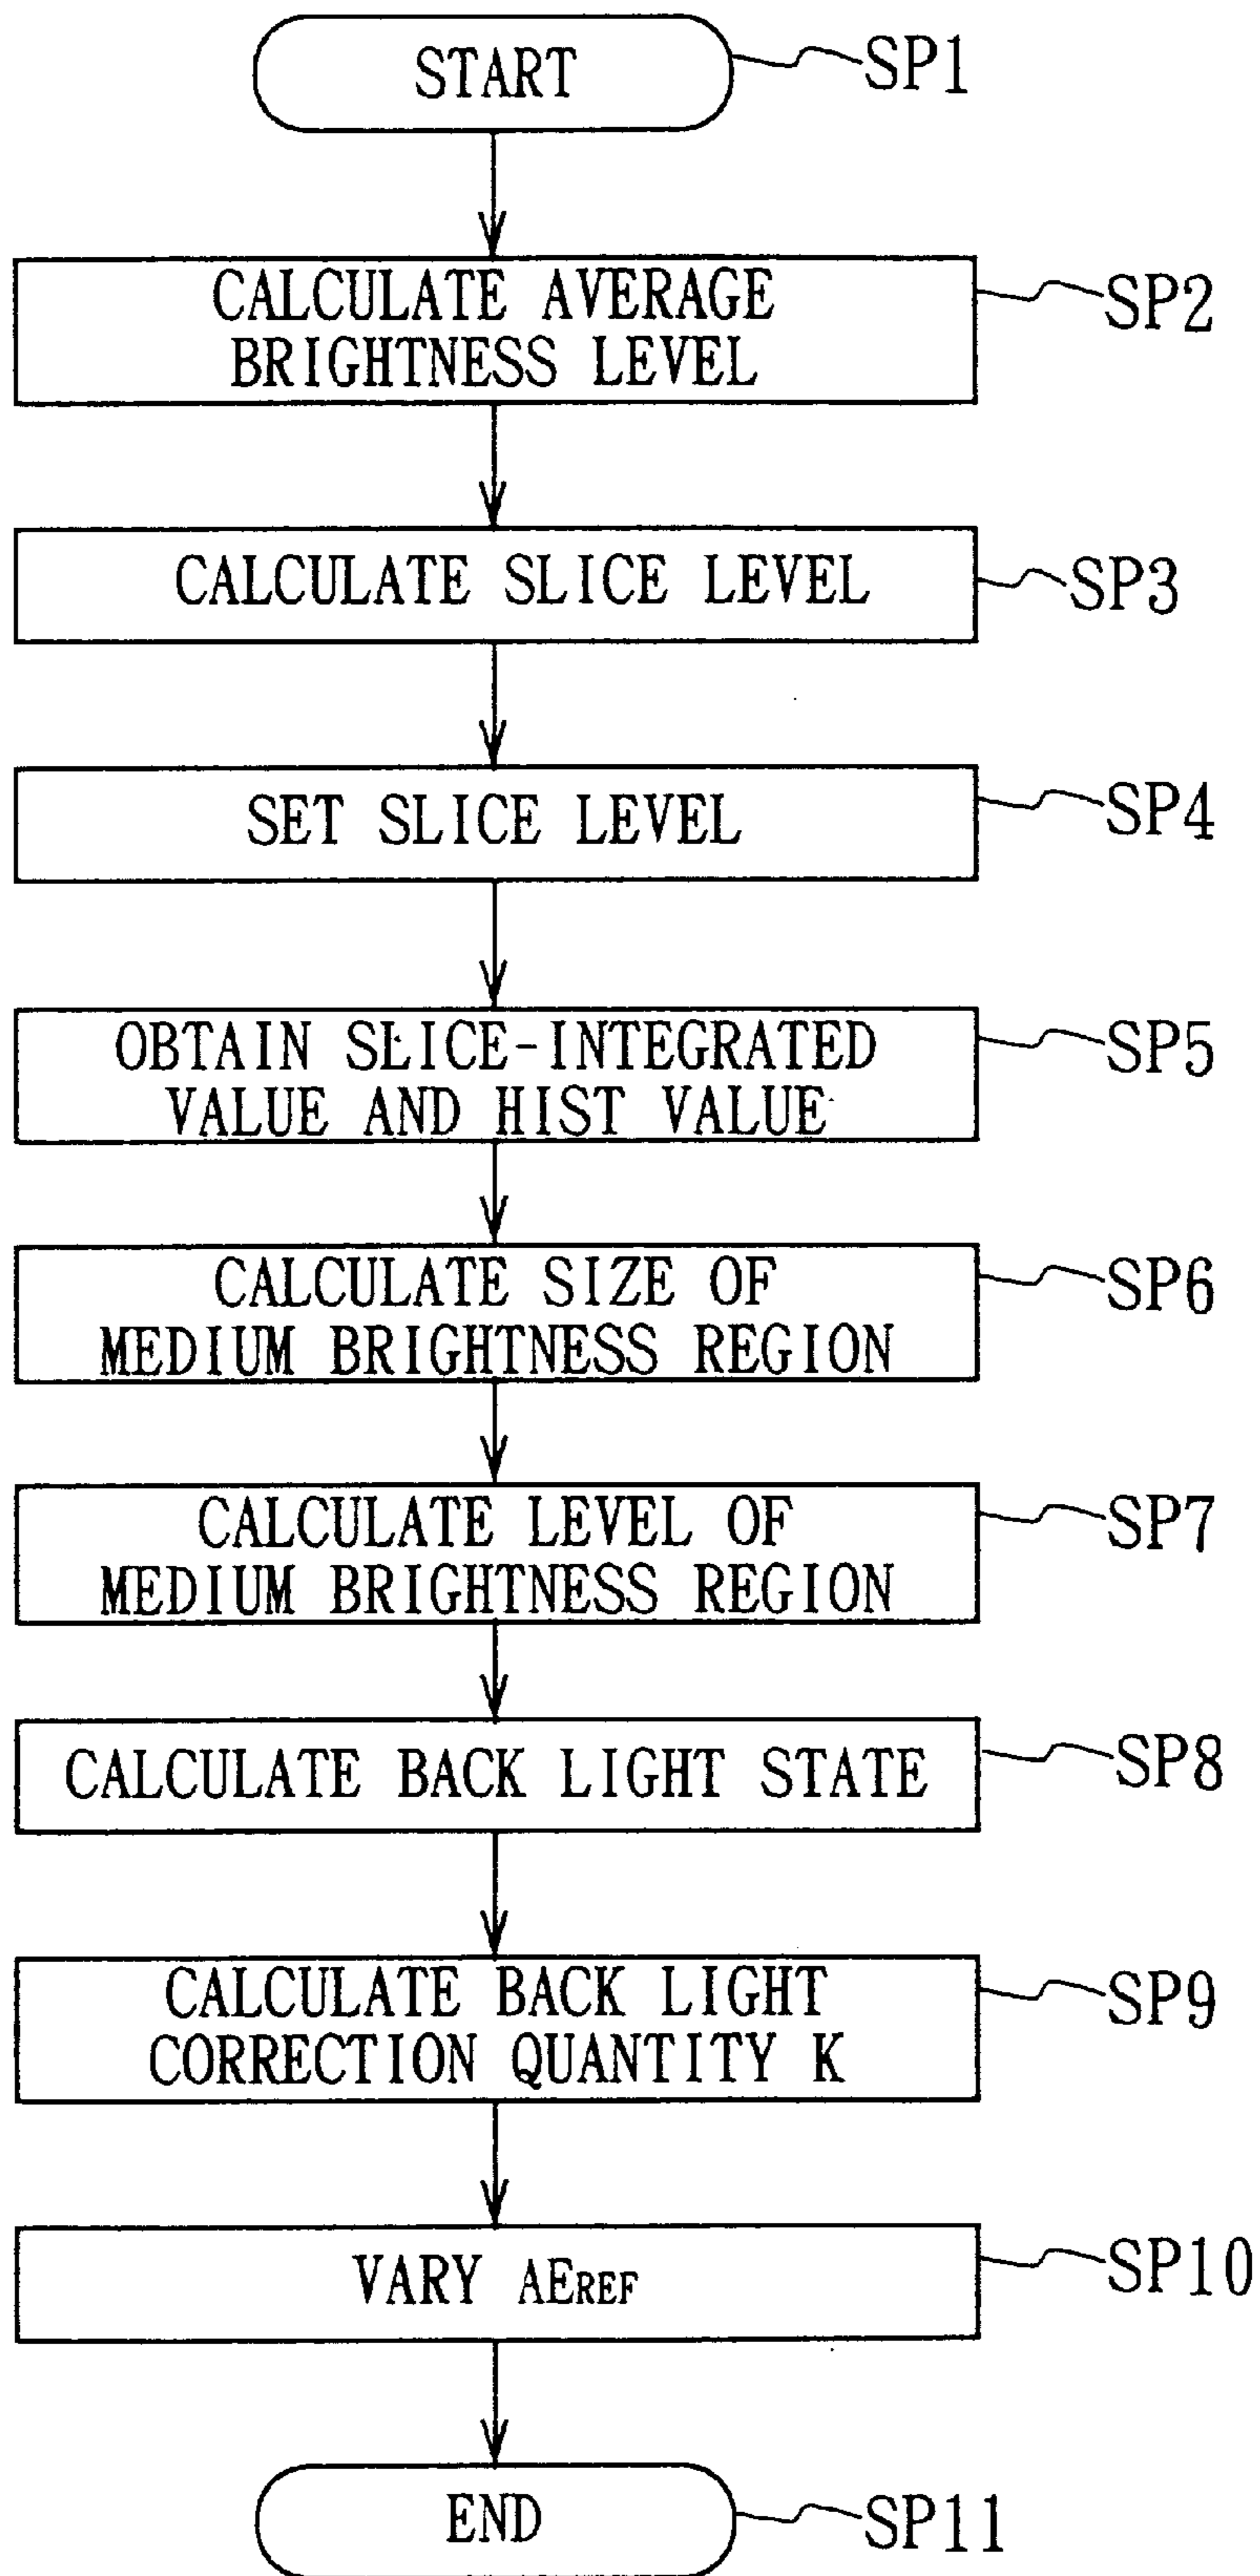 START
SP1
CALCULATE AVERAGE
BRIGHTNESS LEVEL
SP2
CALCULATE SLICE LEVEL
SP3
SET SLICE LEVEL
SP4
OBTAIN SLICE-INTEGRATED
VALUE AND HIST VALUE
SP5
CALCULATE SIZE OF
MEDIUM BRIGHTNESS REGION
SP6
CALCULATE LEVEL OF
MEDIUM BRIGHTNESS REGION
SP7
CALCULATE BACK LIGHT STATE
SP8
CALCULATE BACK LIGHT
CORRECTION QUANTITY K
SP9
VARY AEREF
SP10
END
SP11